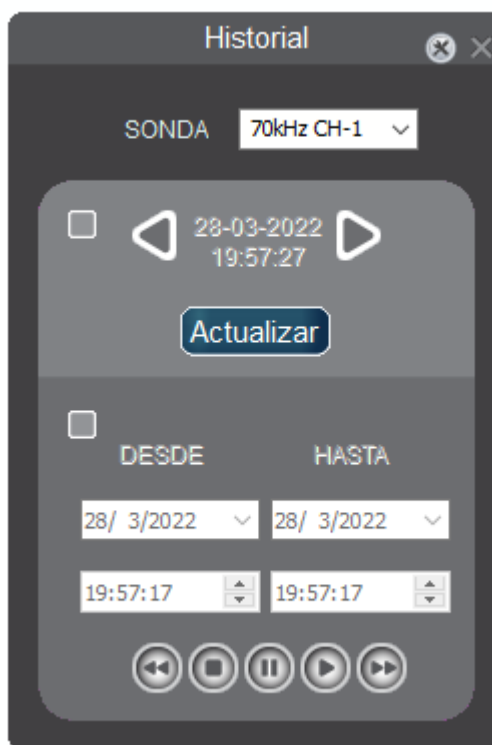 Historial
SONDA 70kHz CH-1
28-03-2022
19:57:27
Actualizar
DESDE HASTA
28/ 3/2022 28/ 3/2022
19:57:17 19:57:17